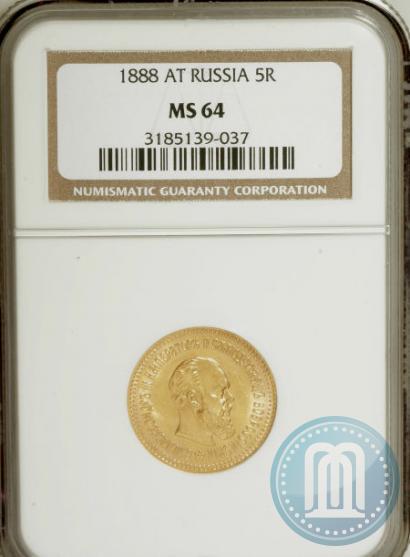 1888 AT RUSSIA 5R
MS 64
3185139-037
NUMISMATIC GUARANTY CORPORATION
М